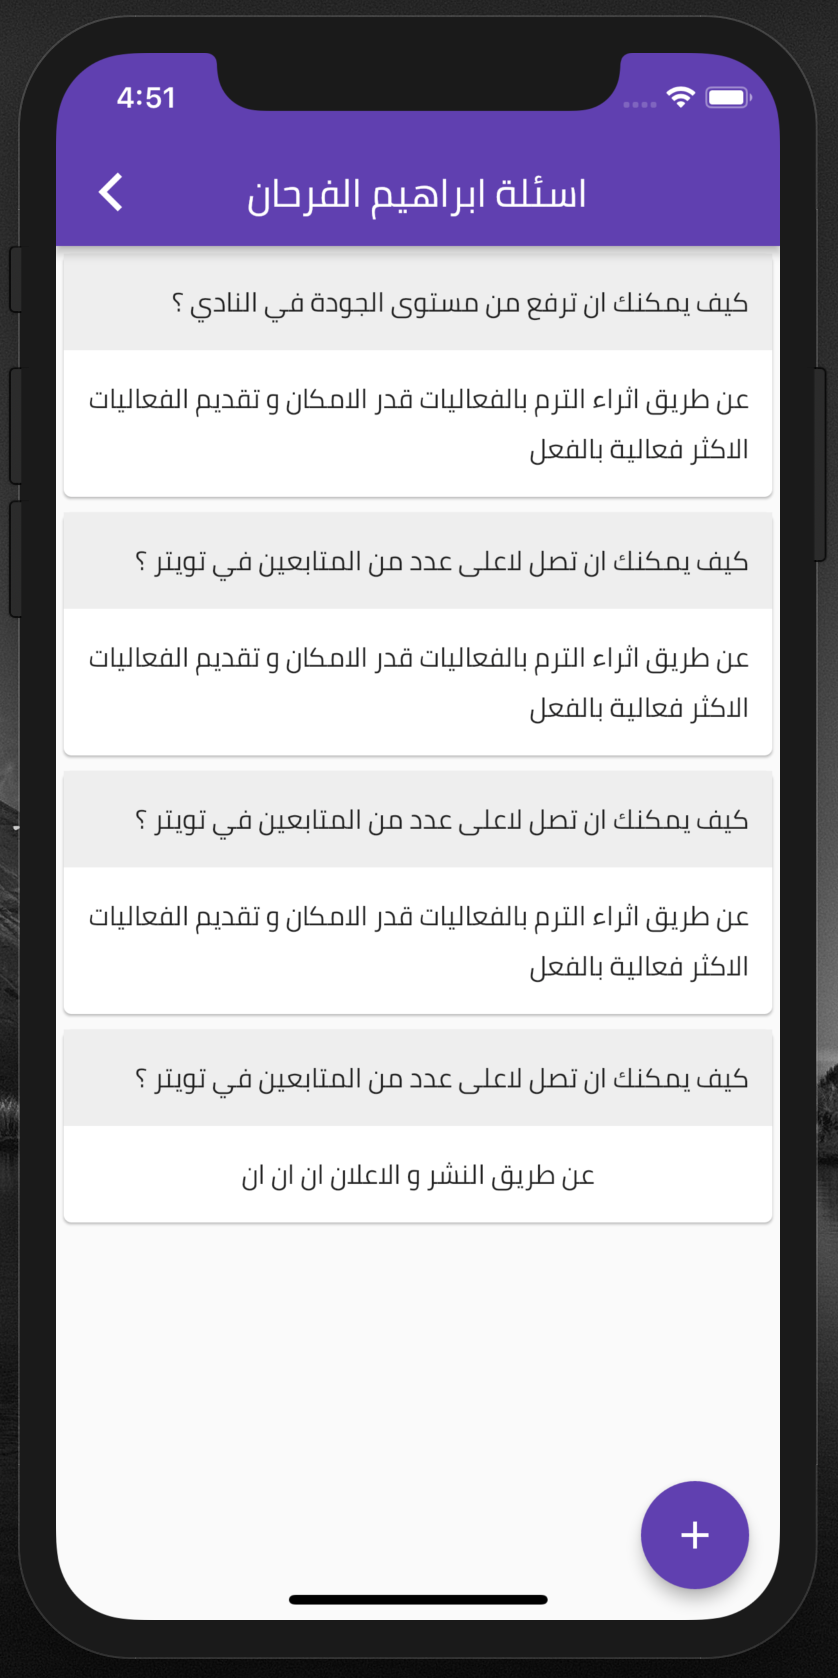 4:51
اسئلة ابراهيم الفرحان
كيف يمكنك ان ترفع من مستوى الجودة في النادي ؟
عن طريق اثراء الترم بالفعاليات قدر الامكان و تقديم الفعاليات
الاكثر فعالية بالفعل
كيف يمكنك ان تصل لاعلى عدد من المتابعين في تويتر ؟
عن طريق اثراء الترم بالفعاليات قدر الامكان و تقديم الفعاليات
الاكثر فعالية بالفعل
كيف يمكنك ان تصل لاعلى عدد من المتابعين في تويتر ؟
عن طريق اثراء الترم بالفعاليات قدر الامكان و تقديم الفعاليات
الاكثر فعالية بالفعل
كيف يمكنك ان تصل لاعلى عدد من المتابعين في تويتر ؟
عن طريق النشر و الاعلان ان ان ان